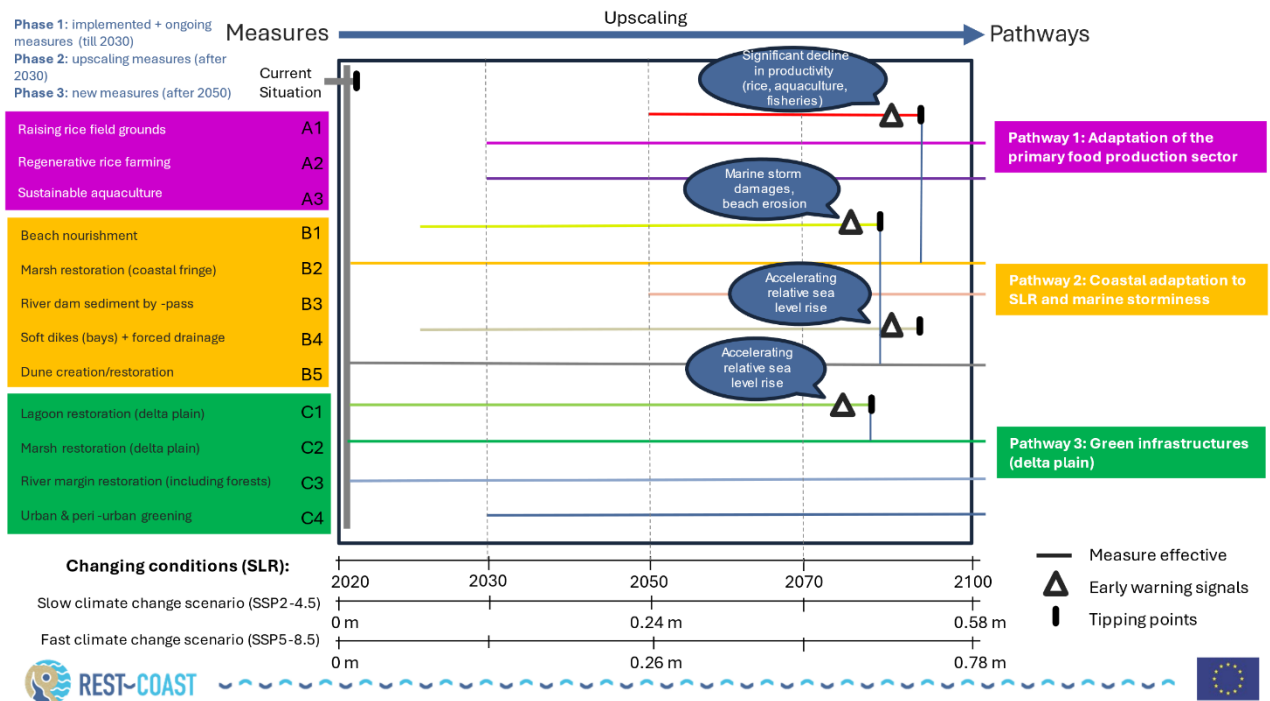 Upscaling
Phase 1: implemented + ongoing
measures (till 2030)
Phase 2: upscaling measures (after
2030)
Phase 3: new measures (after 2050)
Measures
Pathways
Current
Situation
Significant decline
in productivity
(rice, aquaculture,
fisheries)
Raising rice field grounds A1
Regenerative rice farming A2
Sustainable aquaculture A3
Pathway 1: Adaptation of the
primary food production sector
Marine storm
damages,
beach erosion
Beach nourishment B1
Marsh restoration (coastal fringe) B2
River dam sediment by -pass B3
Soft dikes (bays) + forced drainage B4
Dune creation/restoration B5
Accelerating
relative sea
level rise
Pathway 2: Coastal adaptation to
SLR and marine storminess
Accelerating
relative sea
level rise
Lagoon restoration (delta plain) C1
Marsh restoration (delta plain) C2
River margin restoration (including forests) C3
Urban & peri -urban greening C4
Pathway 3: Green infrastructures
(delta plain)
Changing conditions (SLR):
2020 2030 2050 2070 2100
Slow climate change scenario (SSP2-4.5)
0 m 0.24 m 0.58 m
Fast climate change scenario (SSP5-8.5)
0 m 0.26 m 0.78 m
Measure effective
Early warning signals
Tipping points
REST-COAST